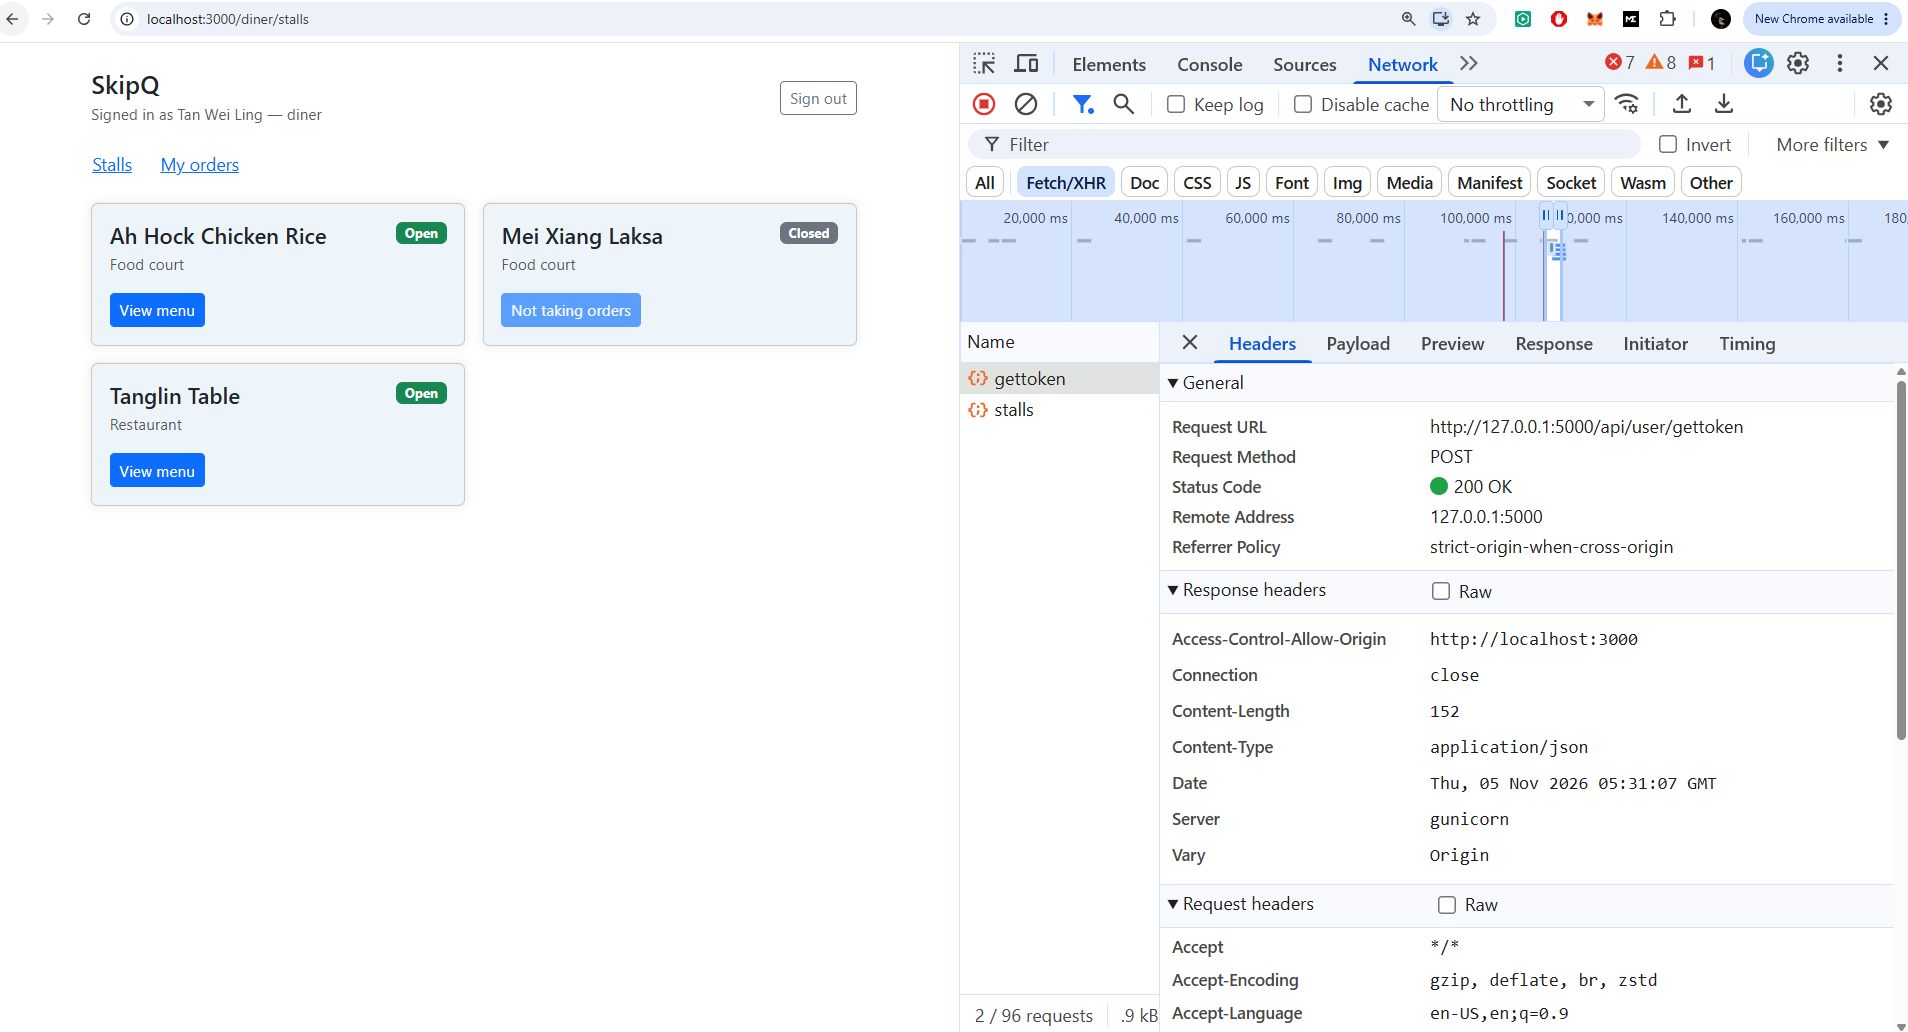 localhost:3000/diner/stalls
New Chrome available
SkipQ
Signed in as Tan Wei Ling — diner
Sign out
Stalls
My orders
Ah Hock Chicken Rice
Open
Food court
View menu
Mei Xiang Laksa
Closed
Food court
Not taking orders
Tanglin Table
Open
Restaurant
View menu
Elements
Console
Sources
Network
7
8
1
Keep log
Disable cache
No throttling
Filter
Invert
More filters
All
Fetch/XHR
Doc
CSS
JS
Font
Img
Media
Manifest
Socket
Wasm
Other
20,000 ms
40,000 ms
60,000 ms
80,000 ms
100,000 ms
0,000 ms
140,000 ms
160,000 ms
180,
Name
gettoken
stalls
2 / 96 requests
.9 kB
Headers
Payload
Preview
Response
Initiator
Timing
General
Request URL http://127.0.0.1:5000/api/user/gettoken
Request Method POST
Status Code 200 OK
Remote Address 127.0.0.1:5000
Referrer Policy strict-origin-when-cross-origin
Response headers Raw
Access-Control-Allow-Origin http://localhost:3000
Connection close
Content-Length 152
Content-Type application/json
Date Thu, 05 Nov 2026 05:31:07 GMT
Server gunicorn
Vary Origin
Request headers Raw
Accept */*
Accept-Encoding gzip, deflate, br, zstd
Accept-Language en-US,en;q=0.9